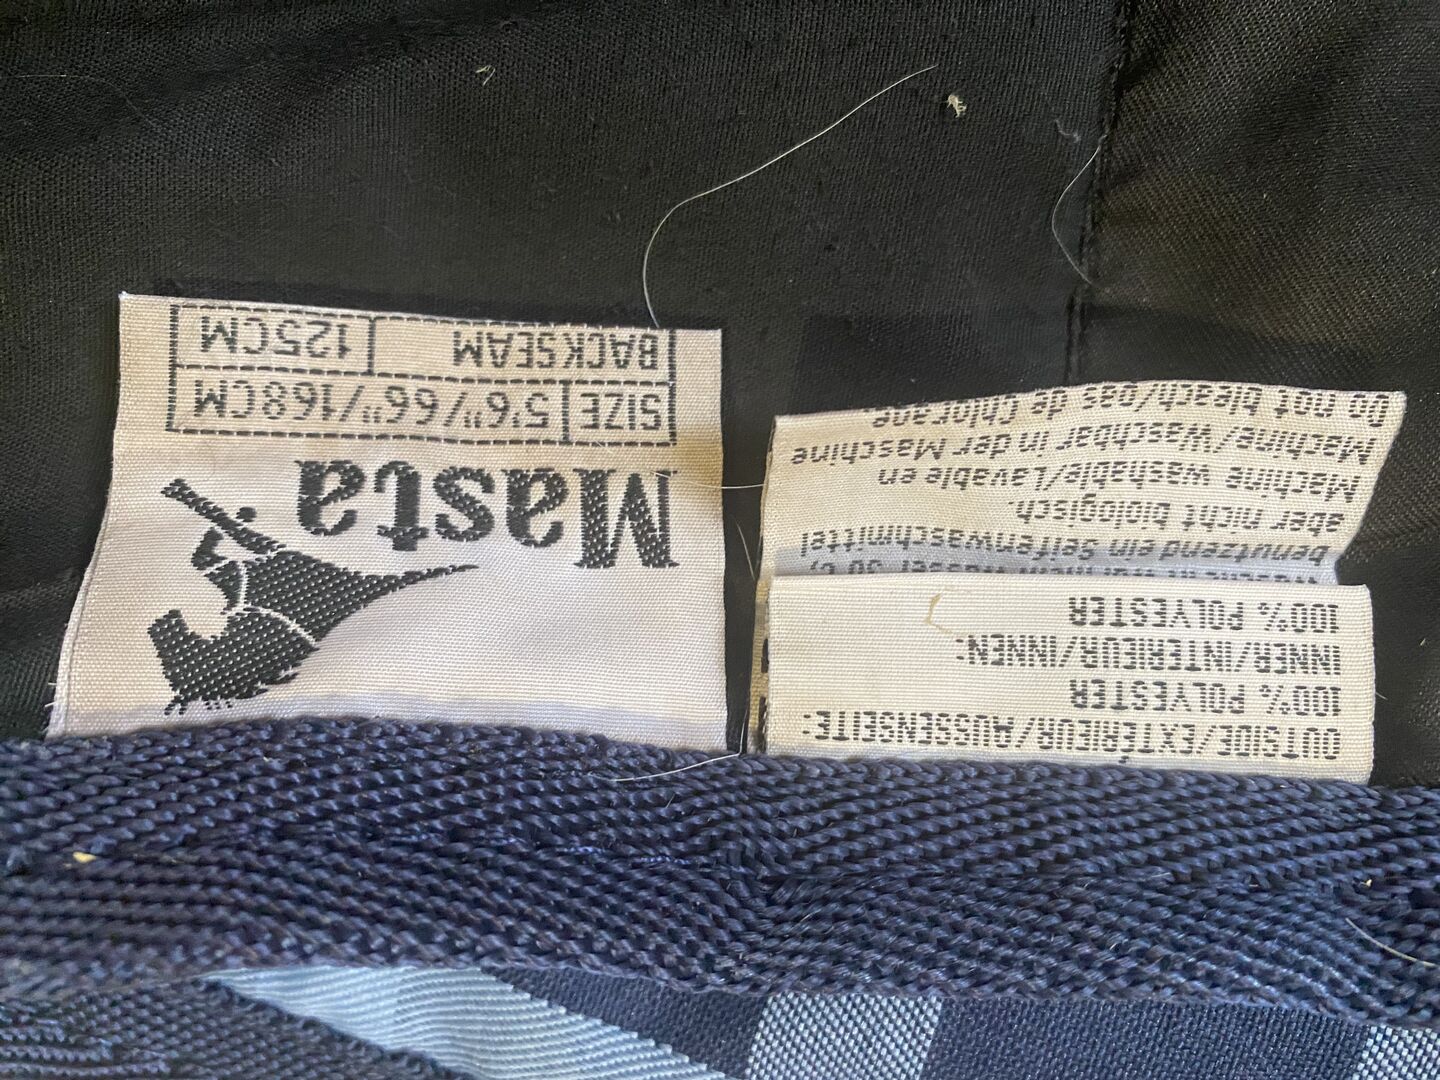 Masta
SIZE 5'6"/66"/168CM
BACKSEAM 125CM
OUTSIDE/EXTÉRIEUR/AUSSENSEITE:
100% POLYESTER
INNER/INTERIEUR/INNEN:
100% POLYESTER
benutzend ein Seifenwaschmittel
aber nicht biologisch.
Machine washable/Lavable en
Machine/Waschbar in der Maschine
Do not bleach/pas de Chlorage.